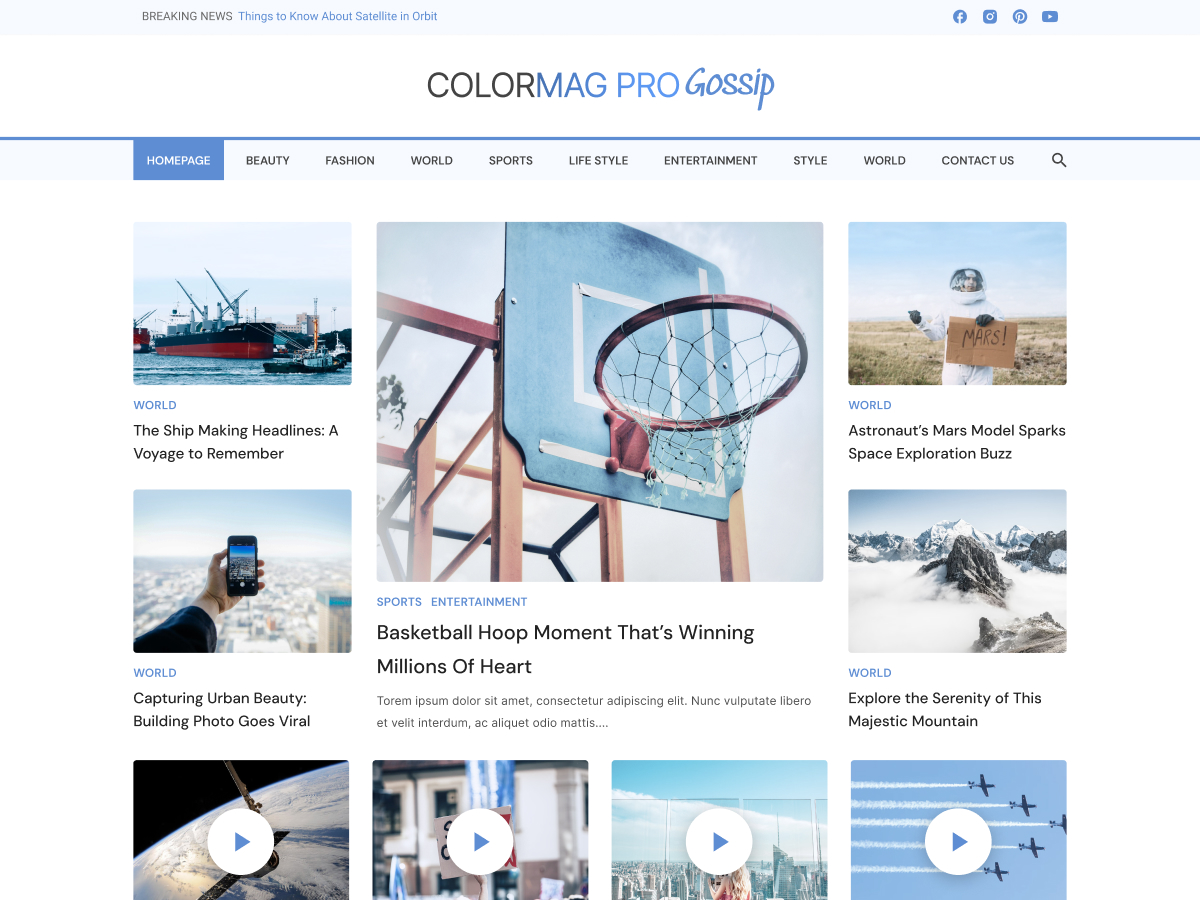 BREAKING NEWS Things to Know About Satellite in Orbit
COLORMAG PRO Gossip
HOMEPAGE BEAUTY FASHION WORLD SPORTS LIFE STYLE ENTERTAINMENT STYLE WORLD CONTACT US
WORLD
The Ship Making Headlines: A
Voyage to Remember
WORLD
Capturing Urban Beauty:
Building Photo Goes Viral
SPORTS ENTERTAINMENT
Basketball Hoop Moment That’s Winning
Millions Of Heart
Torem ipsum dolor sit amet, consectetur adipiscing elit. Nunc vulputate libero
et velit interdum, ac aliquet odio mattis....
MARS!
WORLD
Astronaut’s Mars Model Sparks
Space Exploration Buzz
WORLD
Explore the Serenity of This
Majestic Mountain